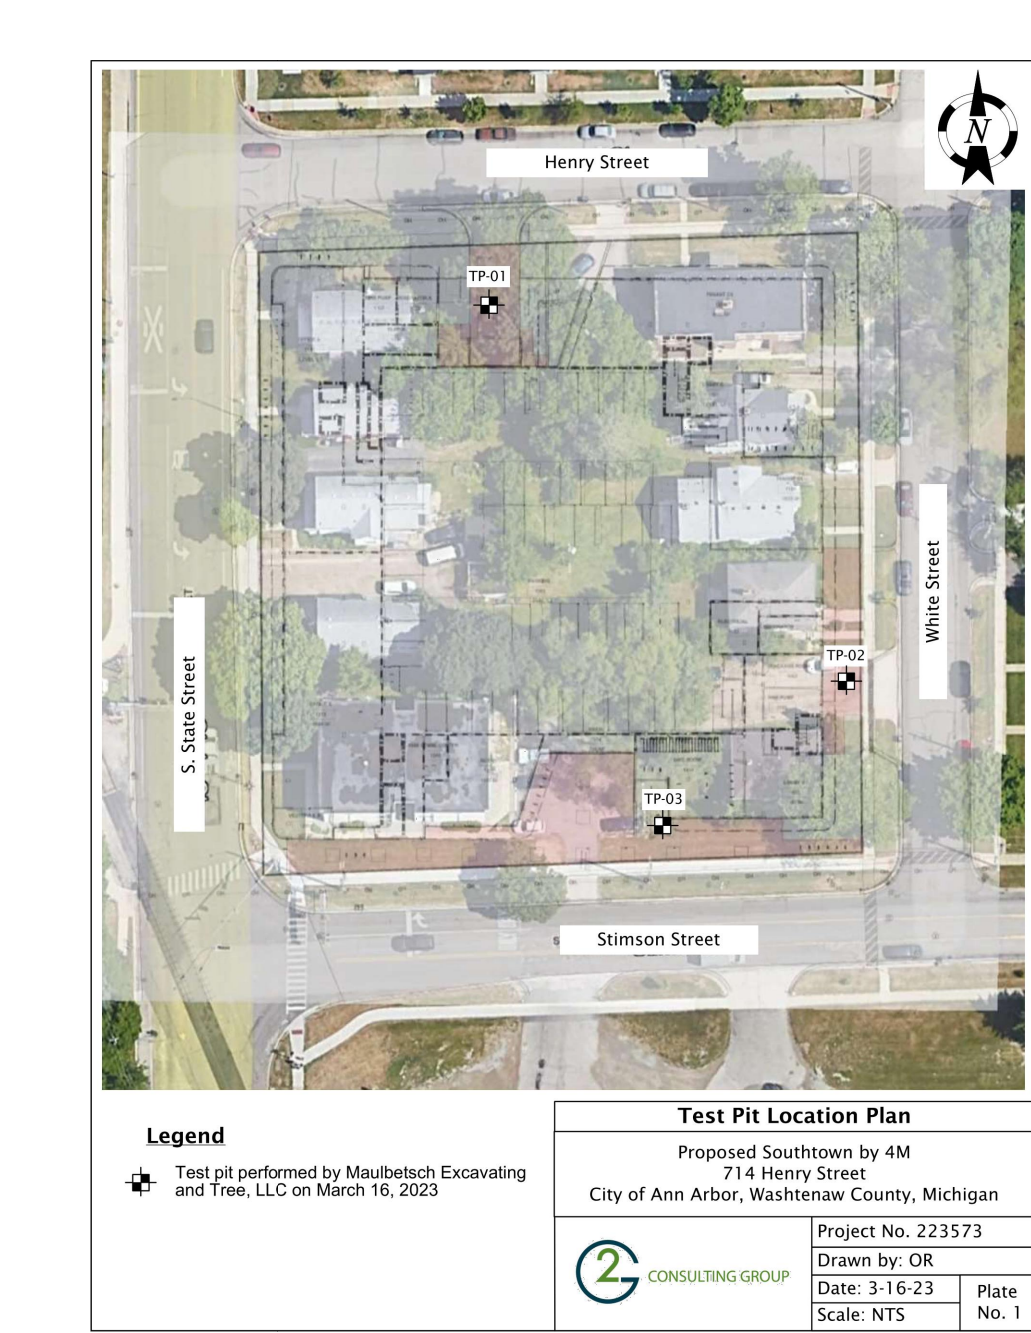 N
Henry Street
TP-01
White Street
TP-02
S. State Street
TP-03
Stimson Street
Legend
Test pit performed by Maulbetsch Excavating
and Tree, LLC on March 16, 2023
Test Pit Location Plan
Proposed Southtown by 4M
714 Henry Street
City of Ann Arbor, Washtenaw County, Michigan
G2 CONSULTING GROUP
Project No. 223573
Drawn by: OR
Date: 3-16-23
Scale: NTS
Plate
No. 1